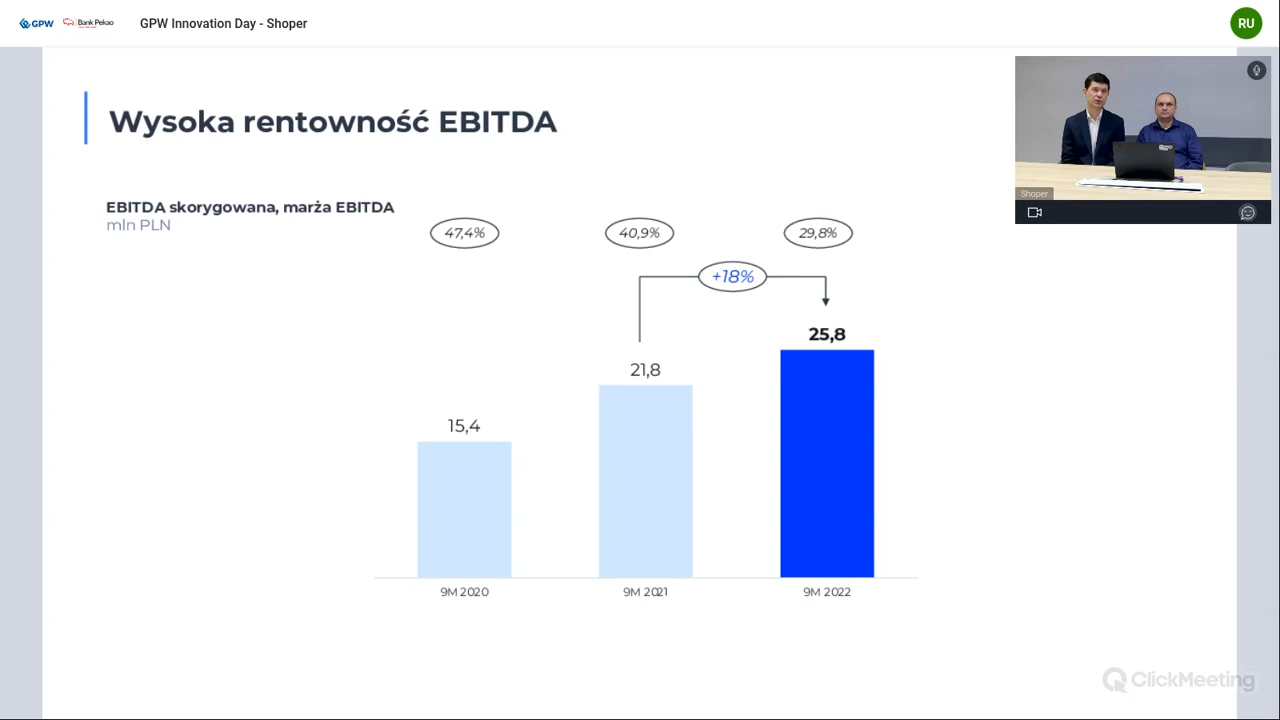 GPW
Bank Pekao
GPW Innovation Day - Shoper
RU
Wysoka rentowność EBITDA
Shoper
EBITDA skorygowana, marża EBITDA
mln PLN
47,4%
40,9%
29,8%
+18%
25,8
21,8
15,4
9M 2020
9M 2021
9M 2022
ClickMeeting